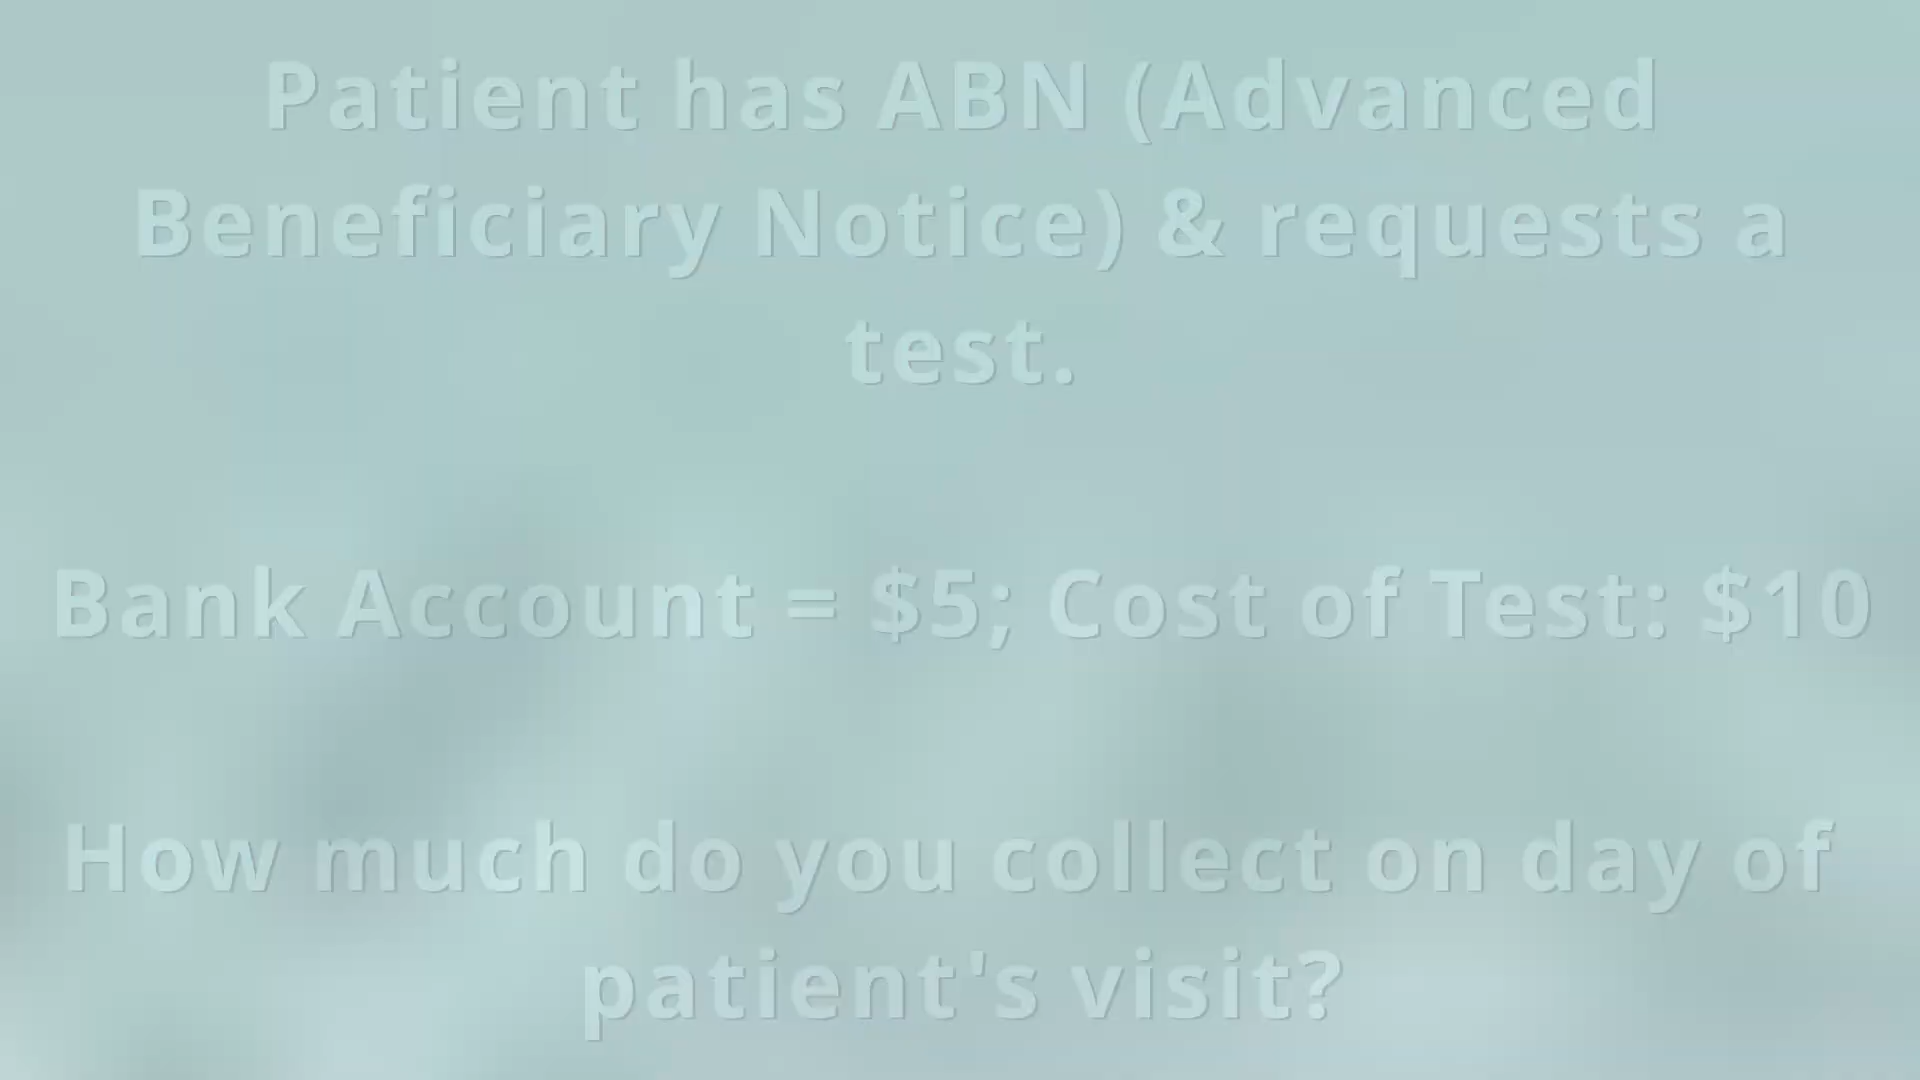 Patient has ABN (Advanced
Beneficiary Notice) & requests a
test.
Bank Account = $5; Cost of Test: $10
How much do you collect on day of
patient's visit?